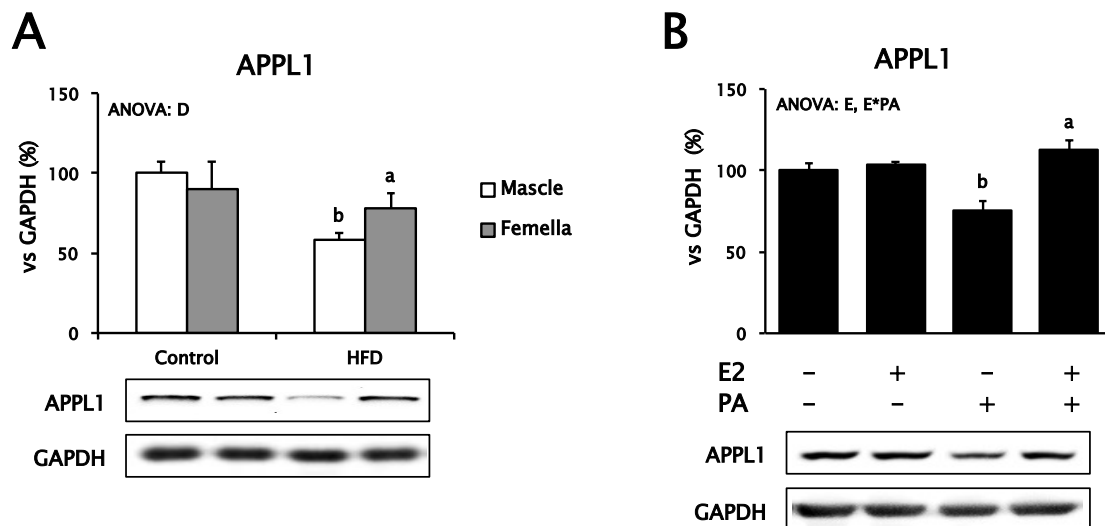 A
APPL1
ANOVA: D
vs GAPDH (%)
150
100
50
0
b
a
Mascle
Femella
Control
HFD
APPL1
GAPDH
B
APPL1
ANOVA: E, E*PA
vs GAPDH (%)
150
100
50
0
b
a
E2 – + – +
PA – – + +
APPL1
GAPDH